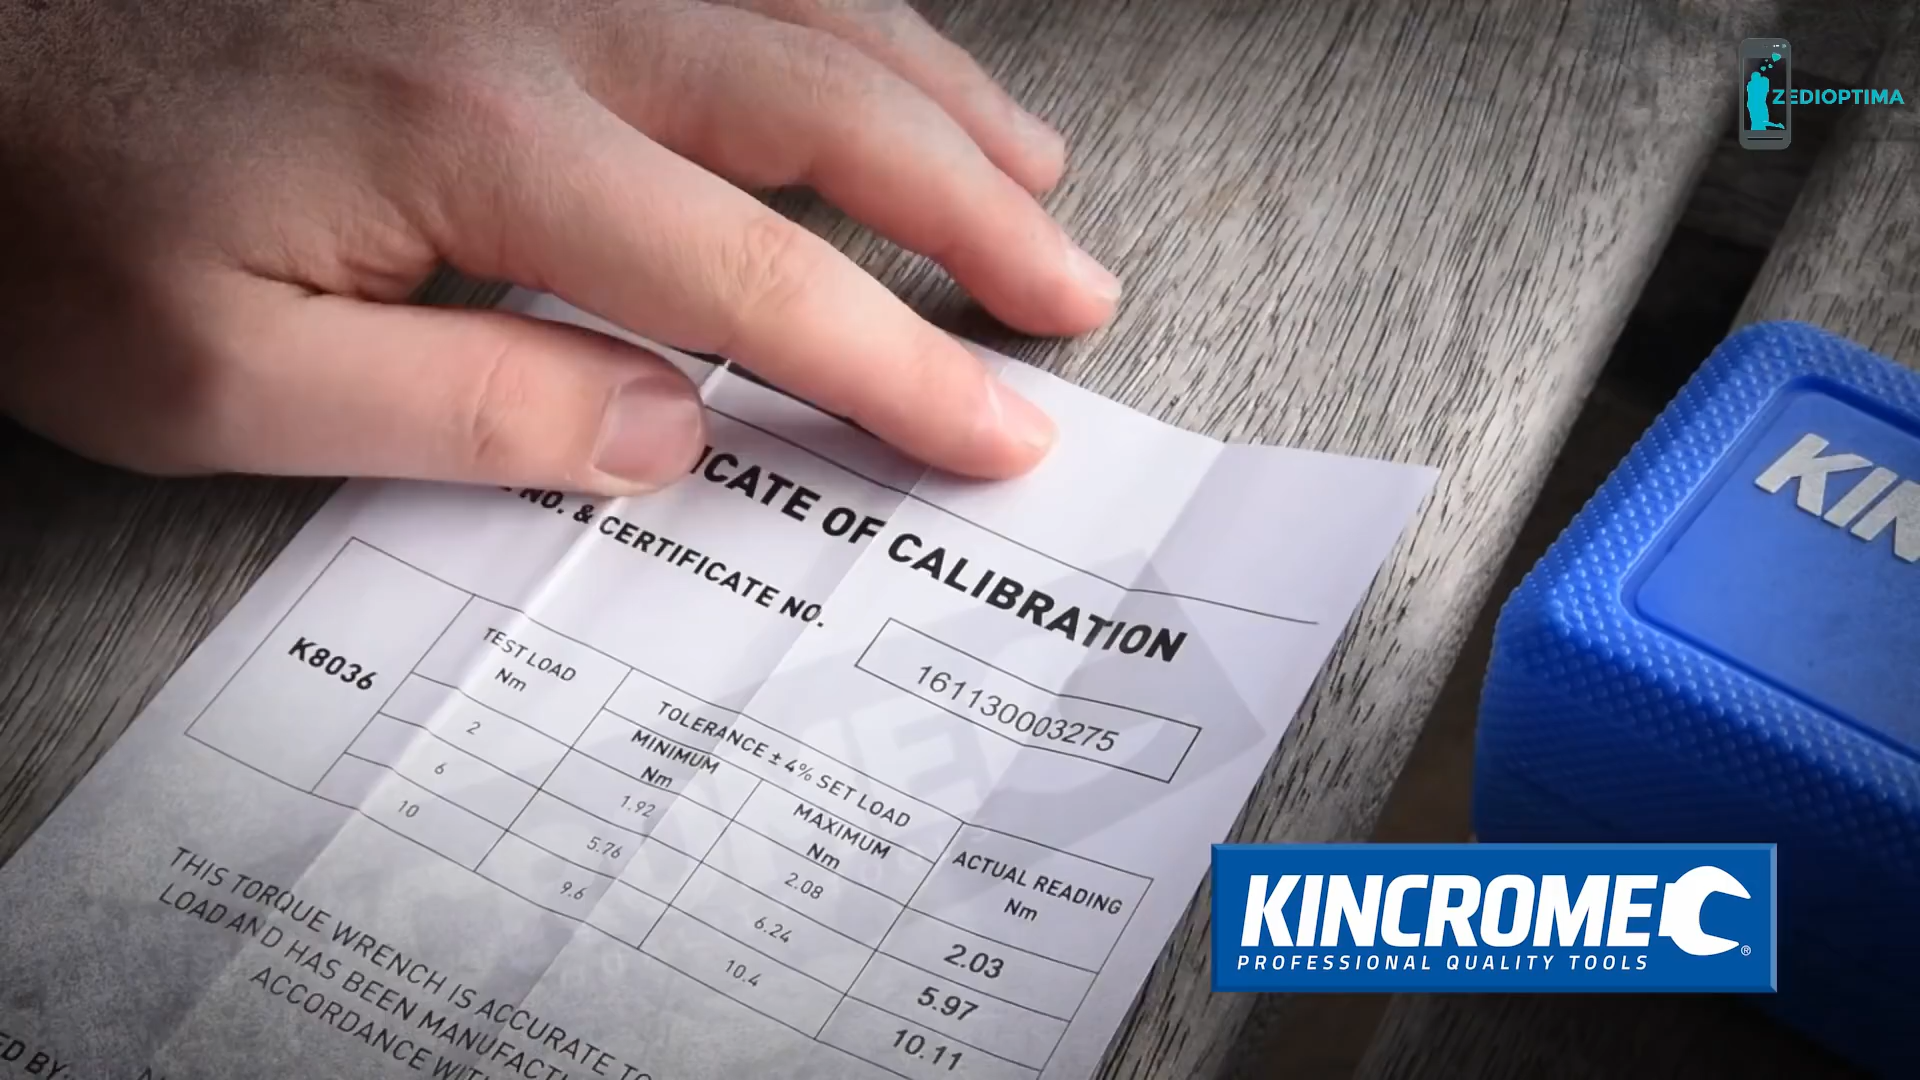 ZEDIOPTIMA
ICATE OF CALIBRATION
NO. & CERTIFICATE NO.
161130003275
K8036
TEST LOAD
Nm
TOLERANCE ± 4% SET LOAD
MINIMUM
Nm
MAXIMUM
Nm
ACTUAL READING
Nm
2 1.92 2.08 2.03
6 5.76 6.24 5.97
10 9.6 10.4 10.11
THIS TORQUE WRENCH IS ACCURATE TO
LOAD AND HAS BEEN MANUFACT
ACCORDANCE WIT
ED BY:
KIN
KINCROME®
PROFESSIONAL QUALITY TOOLS